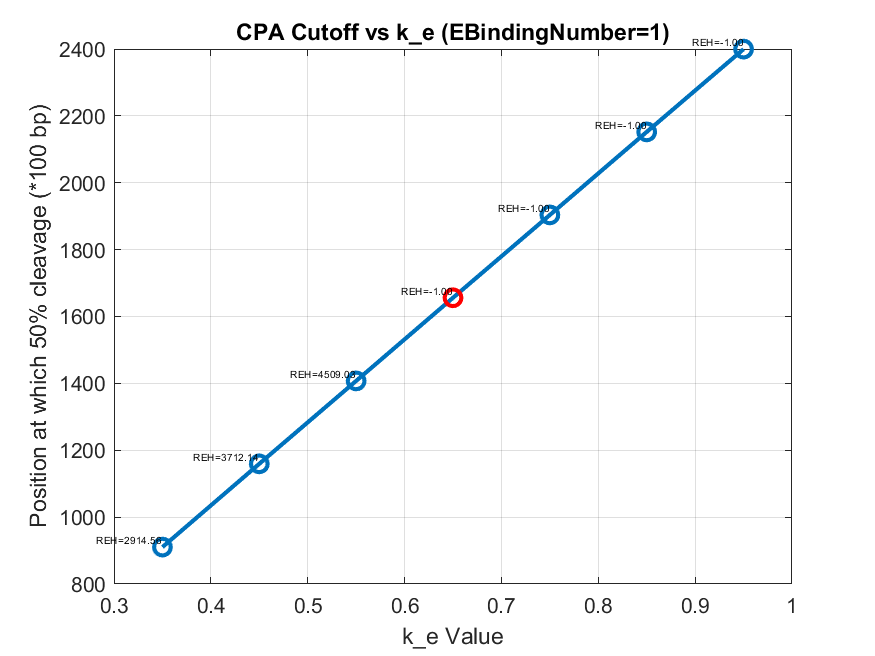 CPA Cutoff vs k_e (EBindingNumber=1)
Position at which 50% cleavage (*100 bp)
2400
2200
2000
1800
1600
1400
1200
1000
800
REH=-1.00
REH=-1.00
REH=-1.00
REH=-1.00
REH=4509.03
REH=3712.14
REH=2914.56
0.3
0.4
0.5
0.6
0.7
0.8
0.9
1
k_e Value